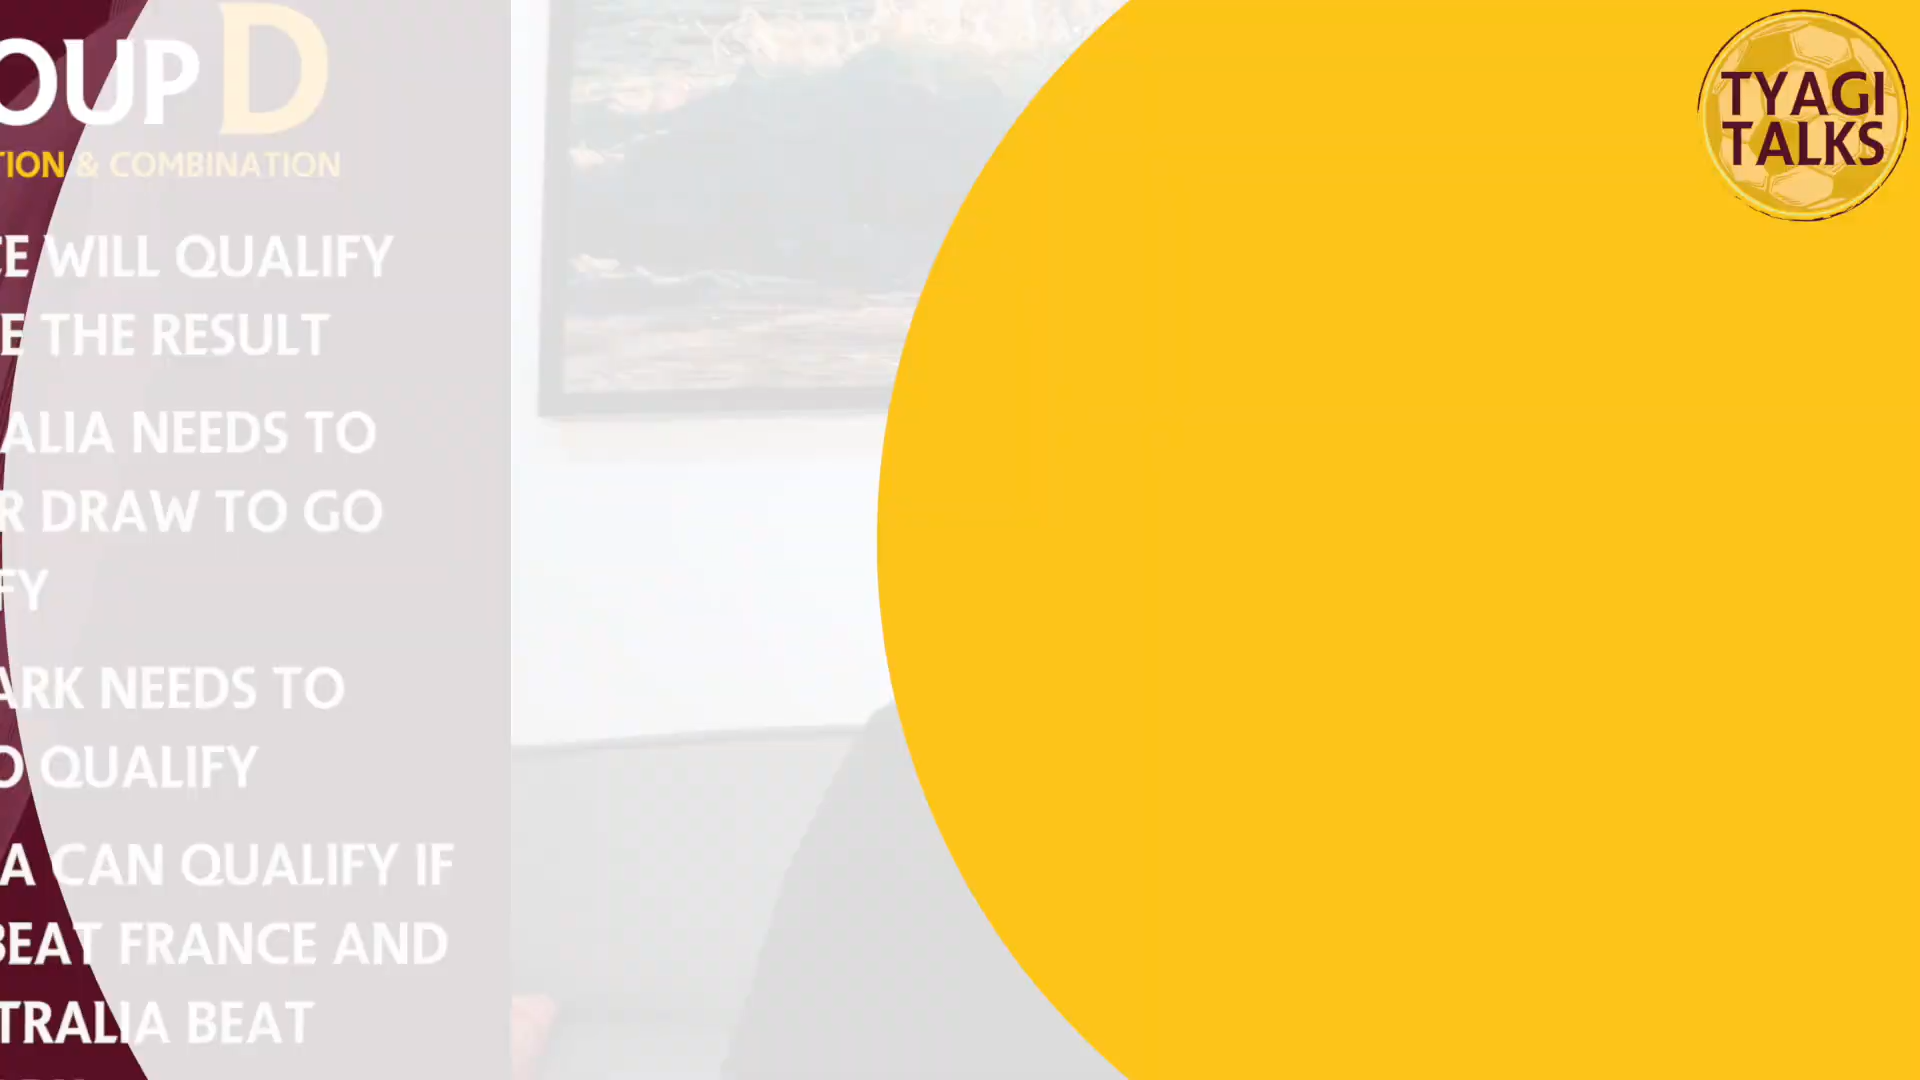 OUP D
TION & COMBINATION
CE WILL QUALIFY
E THE RESULT
ALIA NEEDS TO
R DRAW TO GO
FY
ARK NEEDS TO
O QUALIFY
A CAN QUALIFY IF
BEAT FRANCE AND
TRALIA BEAT
TYAGI
TALKS